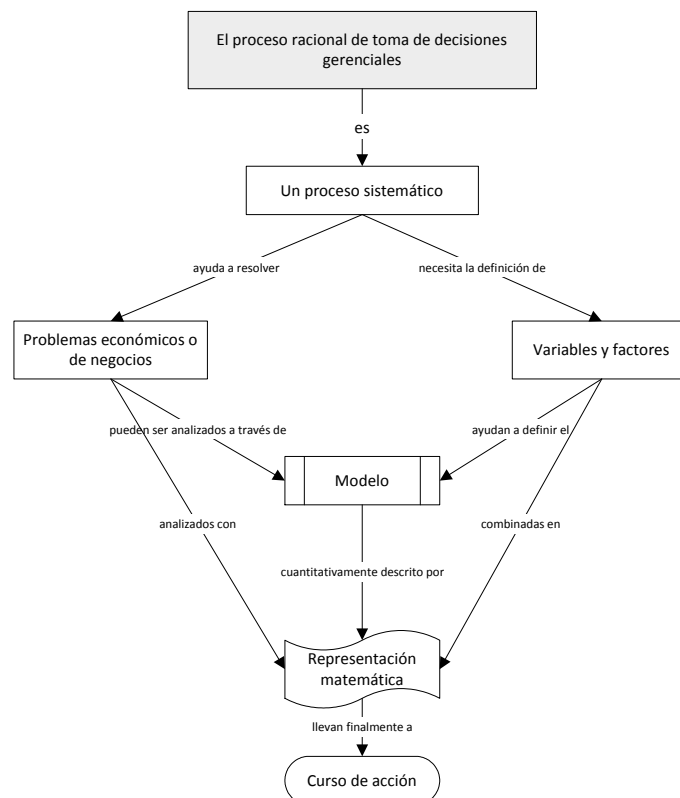 El proceso racional de toma de decisiones
gerenciales
es
Un proceso sistemático
ayuda a resolver
necesita la definición de
Problemas económicos o
de negocios
Variables y factores
pueden ser analizados a través de
ayudan a definir el
Modelo
analizados con
combinadas en
cuantitativamente descrito por
Representación
matemática
llevan finalmente a
Curso de acción